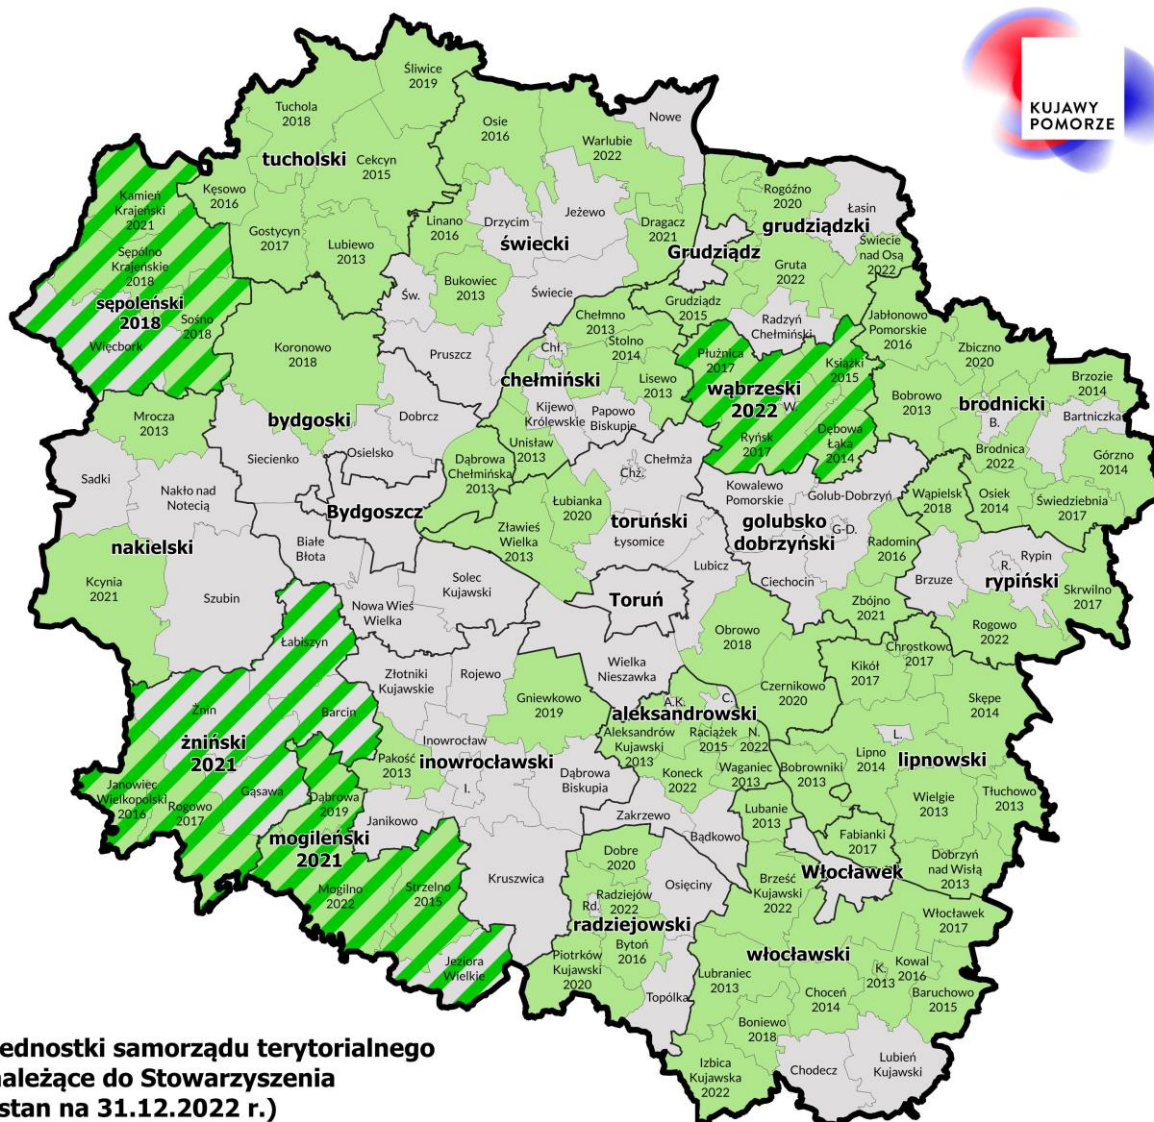 KUJAWY
POMORZE
Śliwice
2019
Tuchola
2018
tucholski
Cekcyn
2015
Kęsowo
2016
Gostycyn
2017
Lubiewo
2013
Osie
2016
Warlubie
2022
Nowe
Linano
2016
Drzycim
Jeżewo
świecki
Dragacz
2021
Bukowiec
2013
Świecie
Św.
Pruszcz
Rogóźno
2020
Łasin
grudziądzki
Grudziądz
Świecie
nad Osą
2022
Gruta
2022
Grudziądz
2015
Radzyń
Chełmiński
Kamień
Krajeński
2021
Sępólno
Krajeńskie
2018
sępoleński
2018
Sośno
2018
Więcbork
Koronowo
2018
bydgoski
Dobrcz
Osielsko
Siecienko
Dąbrowa
Chełmińska
2013
Bydgoszcz
Białe
Błota
Nowa Wieś
Wielka
Solec
Kujawski
Chełmno
2013
Chł.
Stolno
2014
chełmiński
Lisewo
2013
Kijewo
Królewskie
Papowo
Biskupie
Unisław
2013
Płużnica
2017
Książki
2015
wąbrzeski
2022
W.
Ryńsk
2017
Dębowa
Łąka
2014
Jabłonowo
Pomorskie
2016
Zbiczno
2020
Brzozie
2014
Bobrowo
2013
brodnicki
B.
Bartniczka
Brodnica
2022
Górzno
2014
Osiek
2014
Świedziebnia
2017
Mrocza
2013
Sadki
Nakło nad
Notecią
nakielski
Kcynia
2021
Szubin
Łubianka
2020
Zławieś
Wielka
2013
Chełmża
Chż.
toruński
Łysomice
Lubicz
Toruń
Wielka
Nieszawka
Obrowo
2018
Czernikowo
2020
Kowalewo
Pomorskie
Golub-Dobrzyń
golubsko
dobrzyński
G-D.
Radomin
2016
Ciechocin
Zbójno
2021
Wąpielsk
2018
Brzuze
R.
Rypin
rypiński
Skrwilno
2017
Rogowo
2022
Łabiszyn
Żnin
Barcin
żniński
2021
Janowiec
Wielkopolski
2016
Rogowo
2017
Gąsawa
Dąbrowa
2019
mogileński
2021
Mogilno
2022
Strzelno
2015
Jeziora
Wielkie
Złotniki
Kujawskie
Rojewo
Gniewkowo
2019
Inowrocław
inowrocławski
Pakość
2013
I.
Dąbrowa
Biskupia
Janikowo
Kruszwica
A.K.
C.
aleksandrowski
Aleksandrów
Kujawski
2013
Raciążek
2015
N.
2022
Koneck
2022
Waganiec
2013
Zakrzewo
Bądkowo
Kikół
2017
Chrostkowo
2017
Skępe
2014
L.
Lipno
2014
lipnowski
Bobrowniki
2013
Wielgie
2013
Tłuchowo
2013
Dobrzyń
nad Wisłą
2013
Dobre
2020
Osięciny
Rd.
Radziejów
2022
radziejowski
Bytoń
2016
Piotrków
Kujawski
2020
Topólka
Lubanie
2013
Fabianki
2017
Włocławek
Brześć
Kujawski
2022
Włocławek
2017
włocławski
Lubraniec
2013
K.
2013
Kowal
2016
Choceń
2014
Baruchowo
2015
Boniewo
2018
Izbica
Kujawska
2022
Chodecz
Lubień
Kujawski
ednostki samorządu terytorialnego
należące do Stowarzyszenia
stan na 31.12.2022 r.)